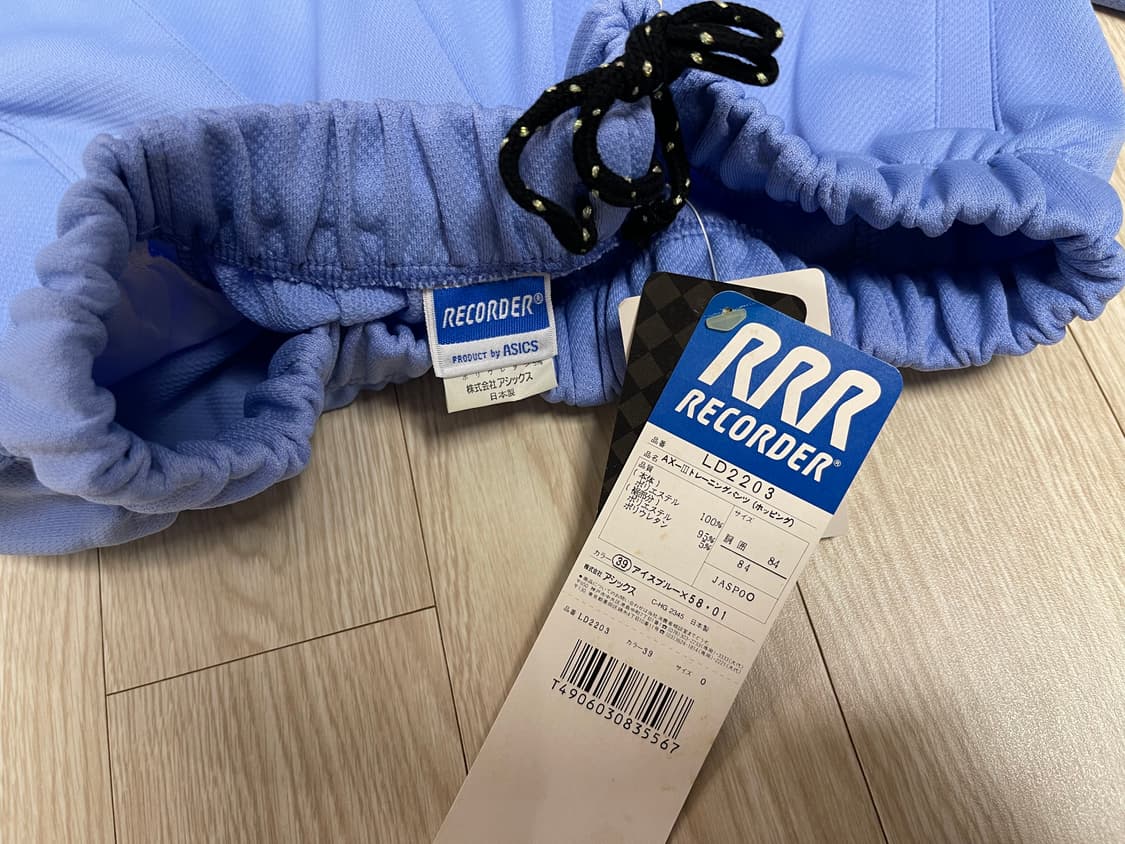 RECORDER®
PRODUCT by ASICS
株式会社アシックス
日本製
RRR
RECORDER®
品番 LD2203
品名 AX-Ⅲトレーニングパンツ(ホッピング)
品質
(本体)
ポリエステル 100%
ポリエステル 95%
ポリウレタン 5%
サイズ
胴囲 84
84
JASPO O
カラー 39 アイスブルー×58・01
株式会社 アシックス C-HG 2345 日本製
品番 LD2203 カラー39 サイズ O
T4906030835567